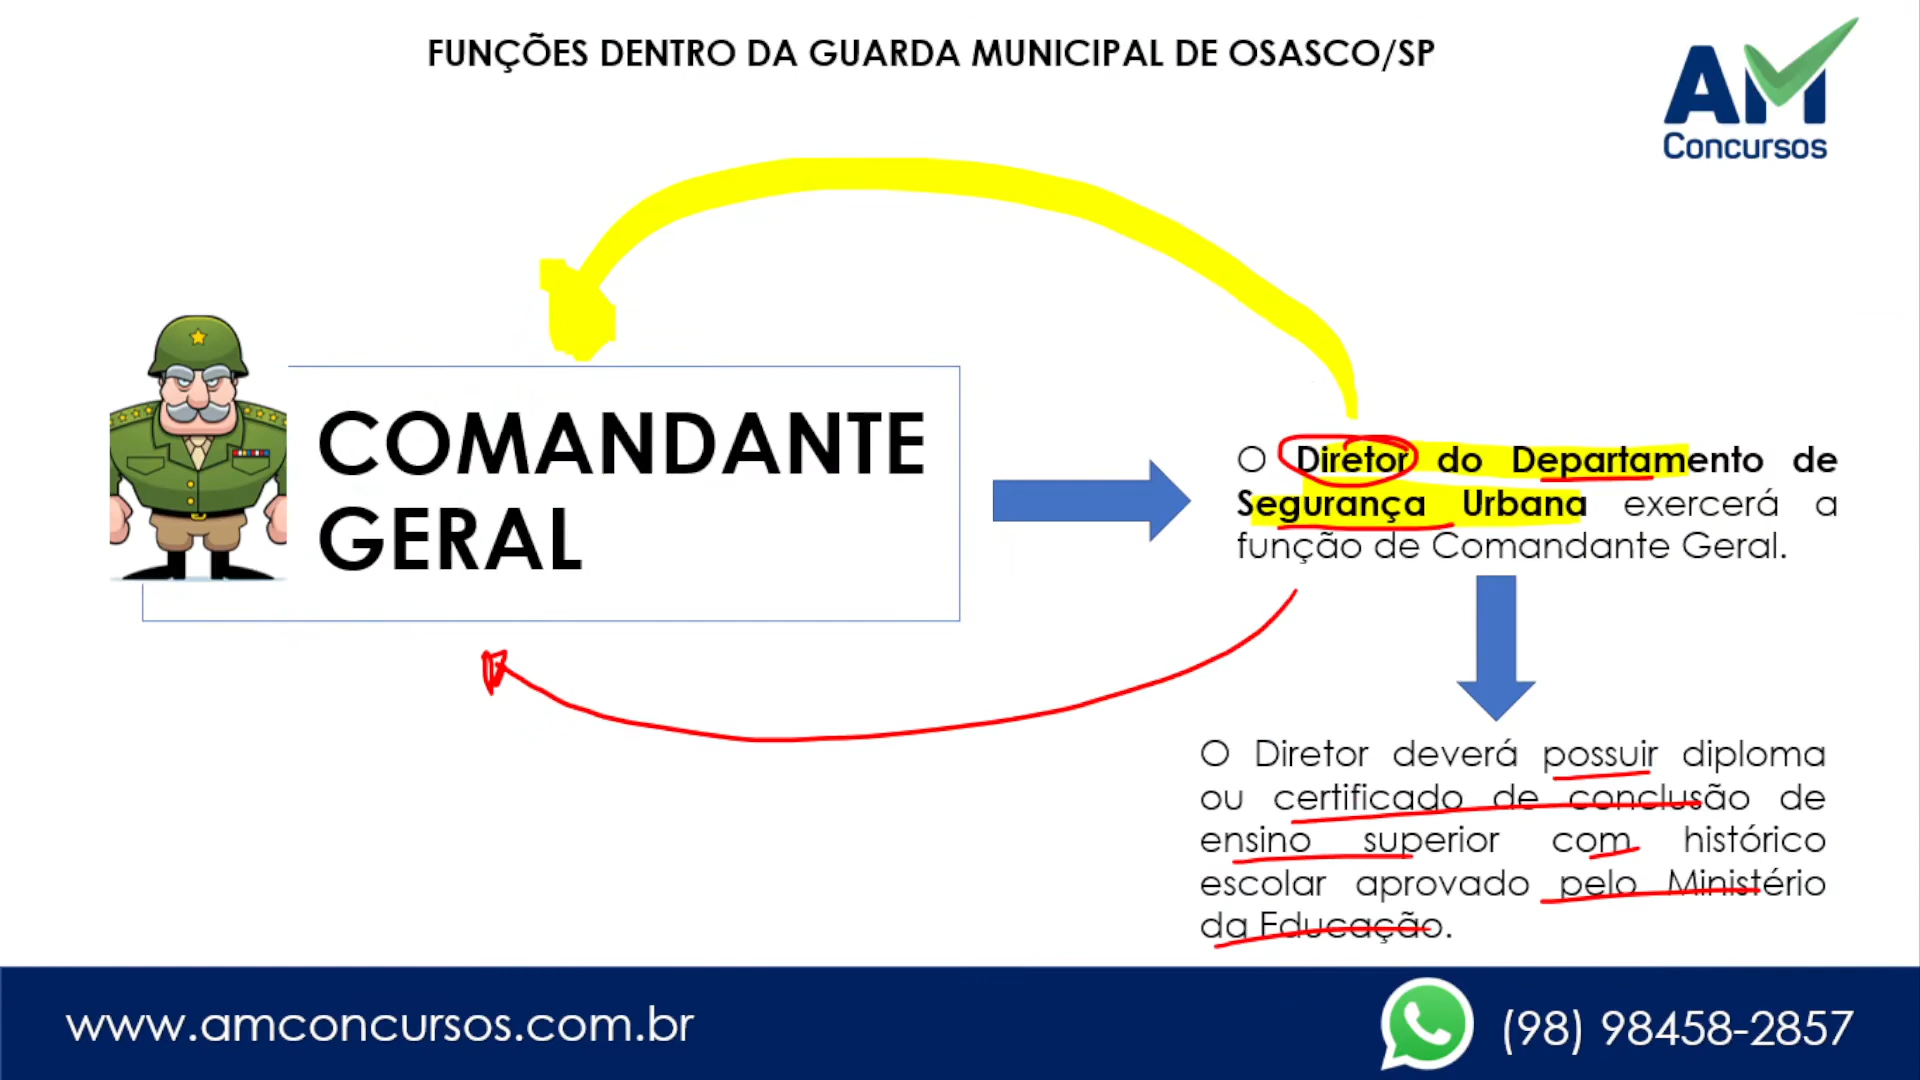 FUNÇÕES DENTRO DA GUARDA MUNICIPAL DE OSASCO/SP
AM
Concursos
COMANDANTE
GERAL
O Diretor do Departamento de
Segurança Urbana exercerá a
função de Comandante Geral.
O Diretor deverá possuir diploma
ou certificado de conclusão de
ensino superior com histórico
escolar aprovado pelo Ministério
da Educação.
www.amconcursos.com.br
(98) 98458-2857